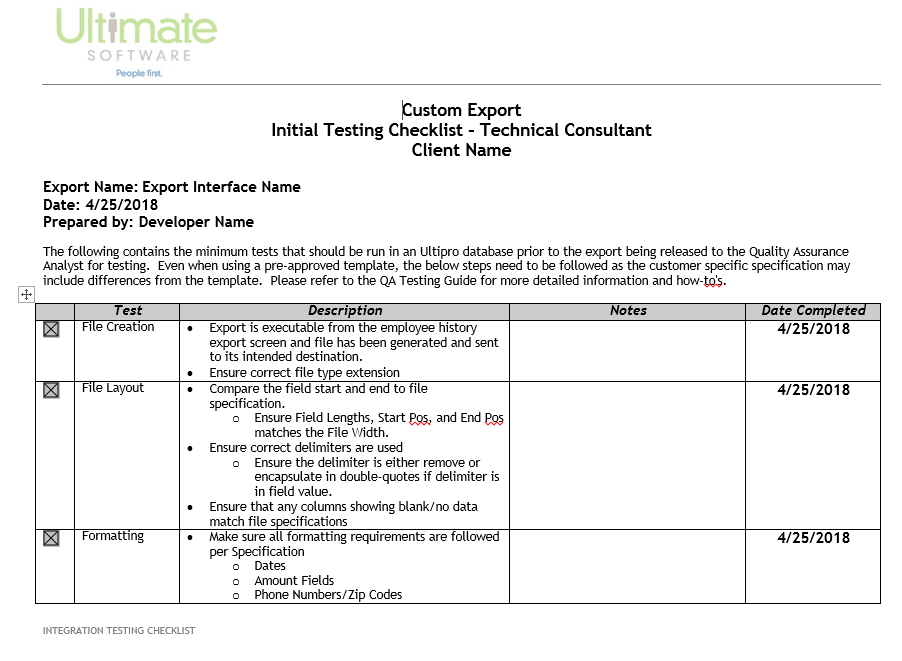 Ultimate
SOFTWARE
People first.
Custom Export
Initial Testing Checklist – Technical Consultant
Client Name
Export Name: Export Interface Name
Date: 4/25/2018
Prepared by: Developer Name
The following contains the minimum tests that should be run in an Ultipro database prior to the export being released to the Quality Assurance
Analyst for testing.  Even when using a pre-approved template, the below steps need to be followed as the customer specific specification may
include differences from the template.  Please refer to the QA Testing Guide for more detailed information and how-to's.
Test Description Notes Date Completed
File Creation
• Export is executable from the employee history
export screen and file has been generated and sent
to its intended destination.
• Ensure correct file type extension
4/25/2018
File Layout
• Compare the field start and end to file
specification.
o Ensure Field Lengths, Start Pos, and End Pos
matches the File Width.
• Ensure correct delimiters are used
o Ensure the delimiter is either remove or
encapsulate in double-quotes if delimiter is
in field value.
• Ensure that any columns showing blank/no data
match file specifications
4/25/2018
Formatting
• Make sure all formatting requirements are followed
per Specification
o Dates
o Amount Fields
o Phone Numbers/Zip Codes
4/25/2018
INTEGRATION TESTING CHECKLIST